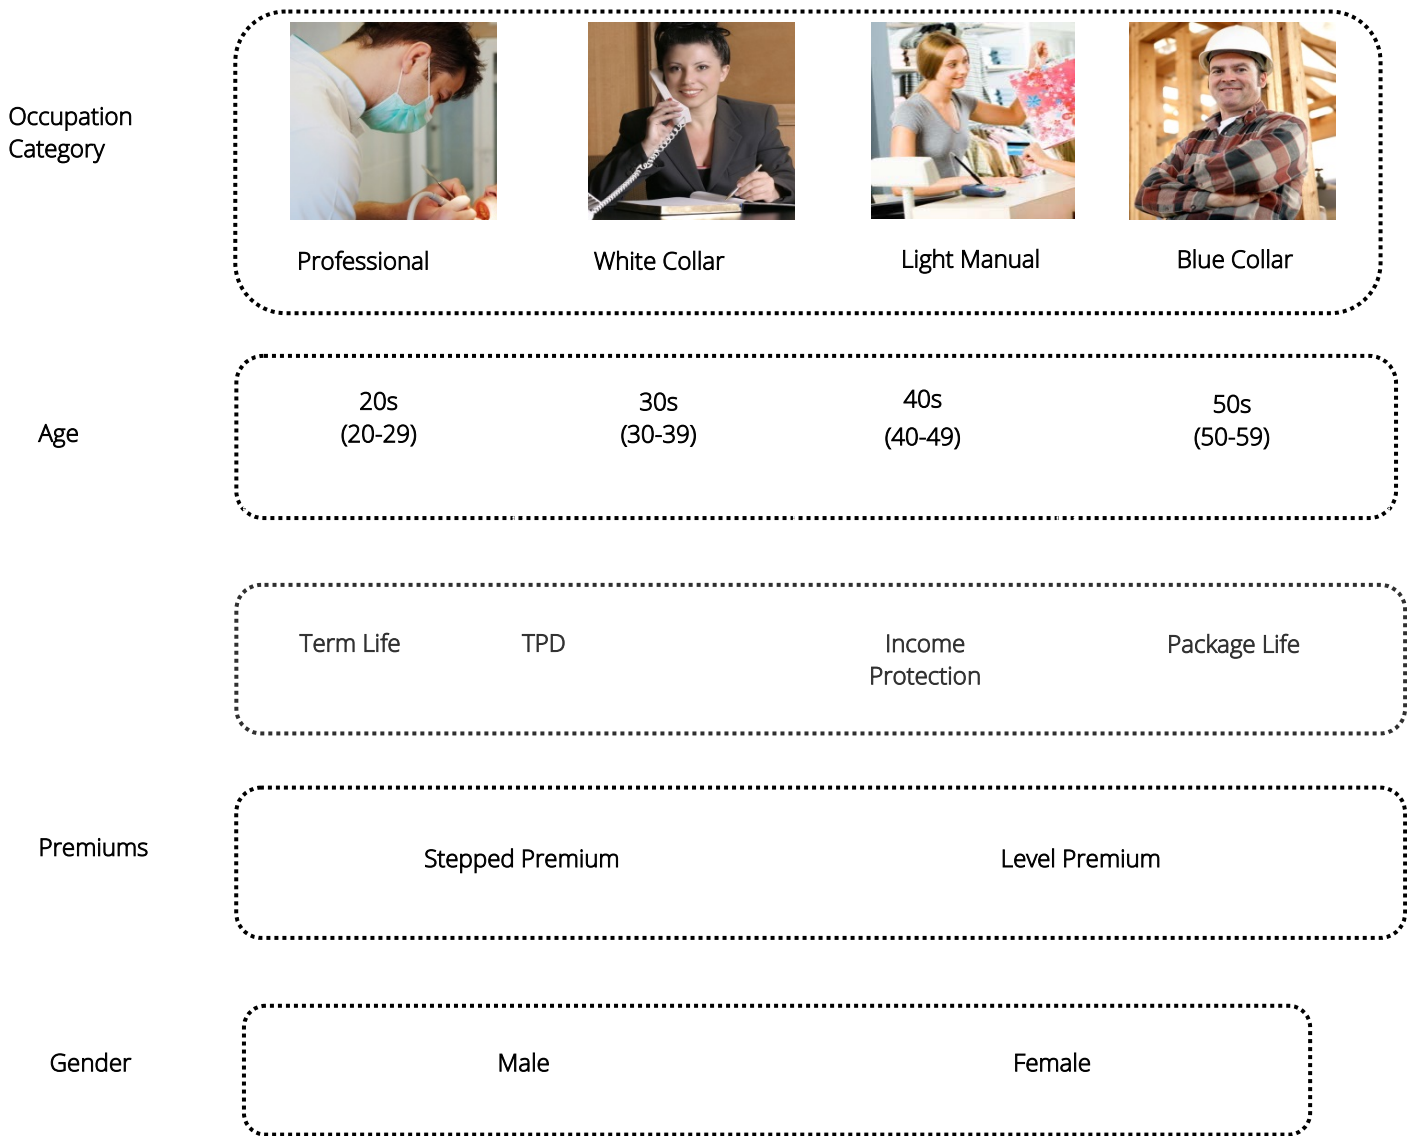 Occupation
Category
Professional
White Collar
Light Manual
Blue Collar
Age
20s
(20-29)
30s
(30-39)
40s
(40-49)
50s
(50-59)
Term Life
TPD
Income
Protection
Package Life
Premiums
Stepped Premium
Level Premium
Gender
Male
Female